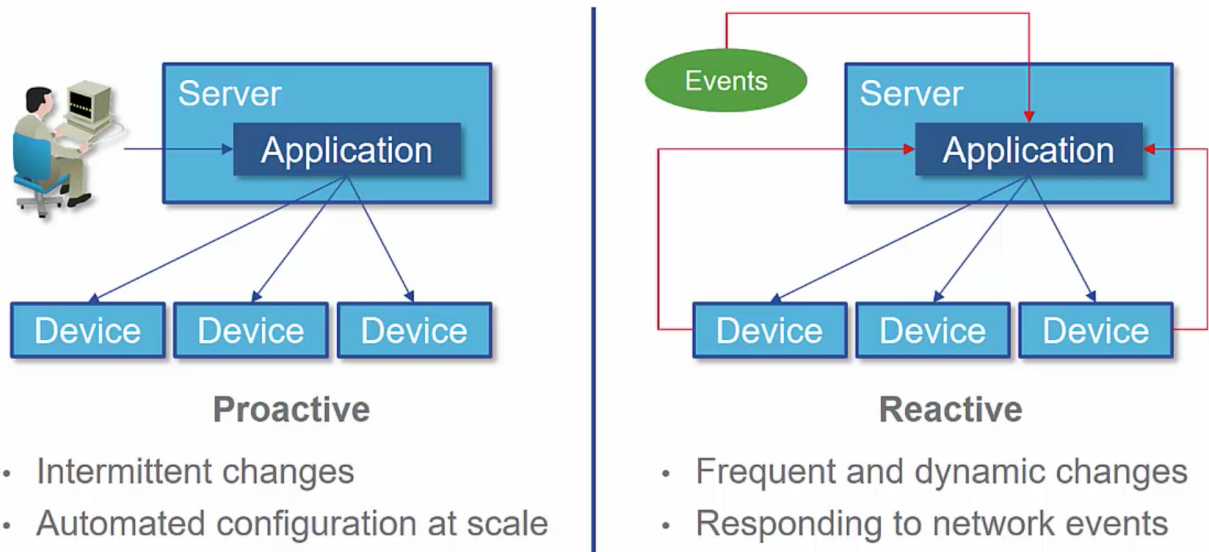 Server
Application
Device
Device
Device
Proactive
• Intermittent changes
• Automated configuration at scale
Events
Server
Application
Device
Device
Device
Reactive
• Frequent and dynamic changes
• Responding to network events